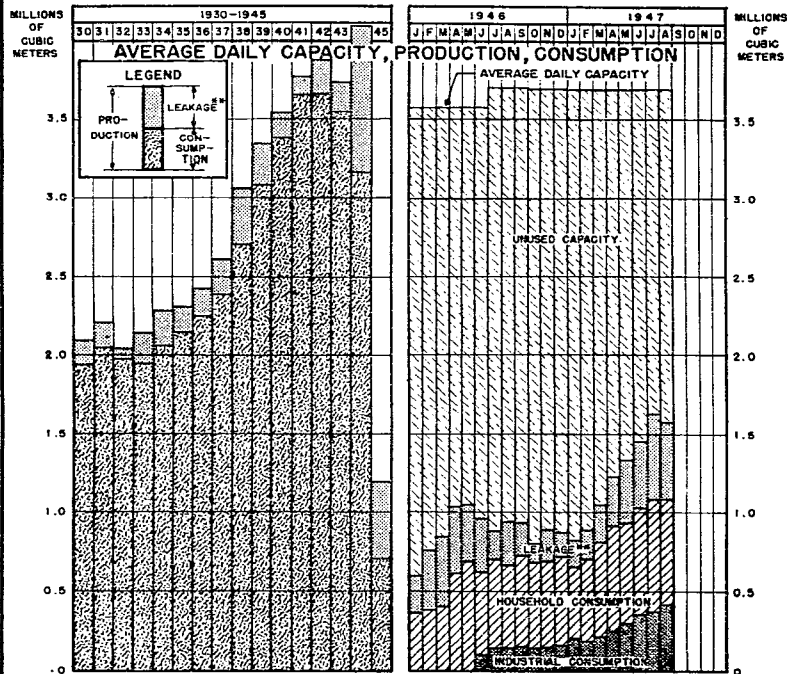 MILLIONS
OF
CUBIC
METERS
1930-1945
30 31 32 33 34 35 36 37 38 39 40 41 42 43 45
1946 1947
J F M A M J J A S O N D J F M A M J J A S O N D
MILLIONS
OF
CUBIC
METERS
AVERAGE DAILY CAPACITY, PRODUCTION, CONSUMPTION
LEGEND
PRO-
DUCTION
LEAKAGE**
CON-
SUMP-
TION
AVERAGE DAILY CAPACITY
UNUSED CAPACITY
LEAKAGE**
HOUSEHOLD CONSUMPTION
INDUSTRIAL CONSUMPTION
3.5
3.0
2.5
2.0
1.5
1.0
0.5
.0
3.5
3.0
2.5
2.0
1.5
1.0
0.5
0